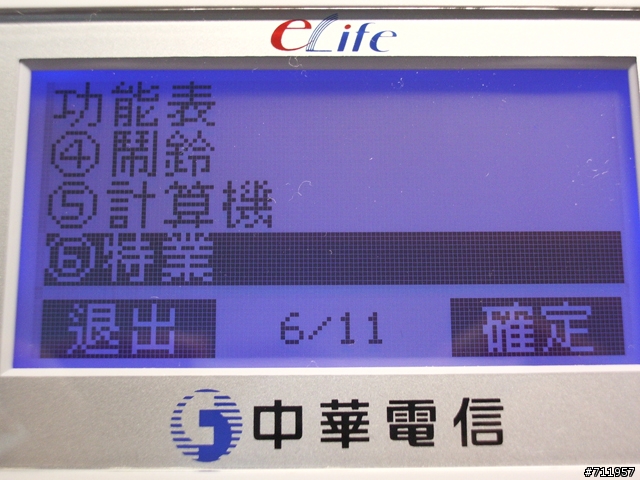 eLife
功能表
④鬧鈴
⑤計算機
⑥特業
退出 6/11 確定
中華電信
#711957